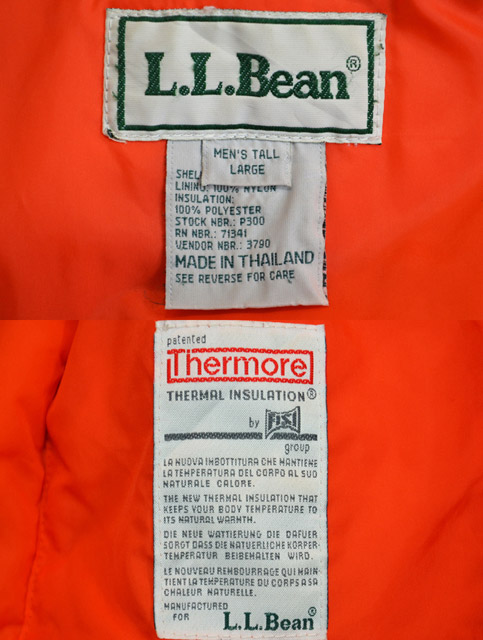 L.L.Bean®
MEN'S TALL
LARGE
LINING: 100% NYLON
INSULATION:
100% POLYESTER
STOCK NBR.: P300
RN NBR.: 71341
VENDOR NBR.: 3790
MADE IN THAILAND
SEE REVERSE FOR CARE
patented
Thermore
THERMAL INSULATION®
by FISI
group
LA NUOVA IMBOTTITURA CHE MANTIENE
LA TEMPERATURA DEL CORPO AL SUO
NATURALE CALORE.
THE NEW THERMAL INSULATION THAT
KEEPS YOUR BODY TEMPERATURE TO
ITS NATURAL WARMTH.
DIE NEUE WATTIERUNG DIE DAFUER
SORGT DASS DIE NATUERLICHE KÖRPER-
TEMPERATUR BEIBEHALTEN WIRD.
LE NOUVEAU REMBOURRAGE QUI MAIN
TIENT LA TEMPÉRATURE DU CORPS A SA
CHALEUR NATURELLE.
MANUFACTURED
FOR L.L.Bean®